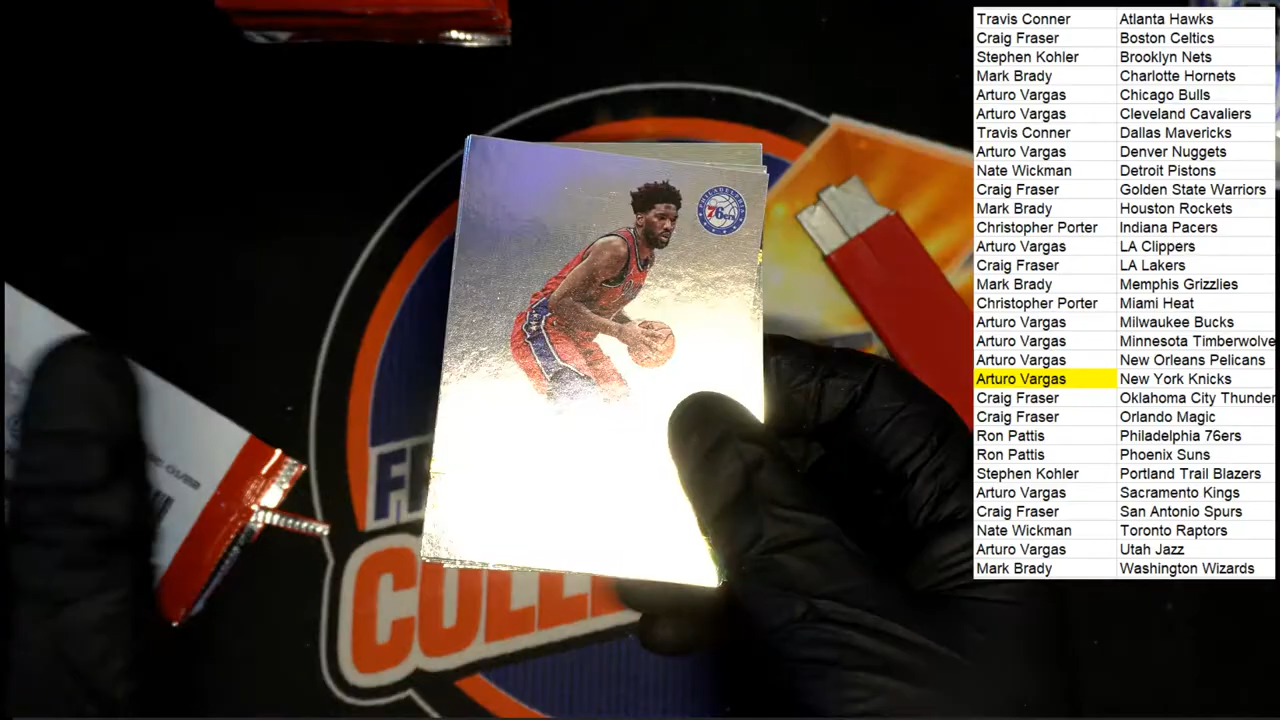 Travis Conner Atlanta Hawks
Craig Fraser Boston Celtics
Stephen Kohler Brooklyn Nets
Mark Brady Charlotte Hornets
Arturo Vargas Chicago Bulls
Arturo Vargas Cleveland Cavaliers
Travis Conner Dallas Mavericks
Arturo Vargas Denver Nuggets
Nate Wickman Detroit Pistons
Craig Fraser Golden State Warriors
Mark Brady Houston Rockets
Christopher Porter Indiana Pacers
Arturo Vargas LA Clippers
Craig Fraser LA Lakers
Mark Brady Memphis Grizzlies
Christopher Porter Miami Heat
Arturo Vargas Milwaukee Bucks
Arturo Vargas Minnesota Timberwolve
Arturo Vargas New Orleans Pelicans
Arturo Vargas New York Knicks
Craig Fraser Oklahoma City Thunder
Craig Fraser Orlando Magic
Ron Pattis Philadelphia 76ers
Ron Pattis Phoenix Suns
Stephen Kohler Portland Trail Blazers
Arturo Vargas Sacramento Kings
Craig Fraser San Antonio Spurs
Nate Wickman Toronto Raptors
Arturo Vargas Utah Jazz
Mark Brady Washington Wizards
PHILADELPHIA
76ers